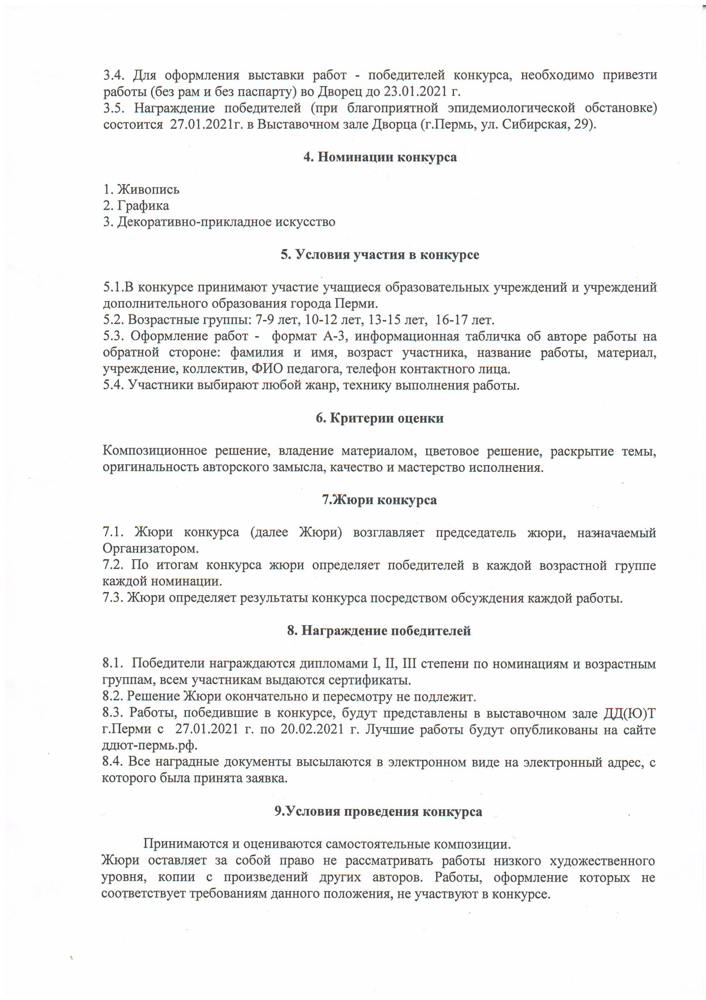 3.4. Для оформления выставки работ - победителей конкурса, необходимо привезти
работы (без рам и без паспарту) во Дворец до 23.01.2021 г.
3.5. Награждение победителей (при благоприятной эпидемиологической обстановке)
состоится 27.01.2021г. в Выставочном зале Дворца (г.Пермь, ул. Сибирская, 29).
4. Номинации конкурса
1. Живопись
2. Графика
3. Декоративно-прикладное искусство
5. Условия участия в конкурсе
5.1.В конкурсе принимают участие учащиеся образовательных учреждений и учреждений
дополнительного образования города Перми.
5.2. Возрастные группы: 7-9 лет, 10-12 лет, 13-15 лет, 16-17 лет.
5.3. Оформление работ - формат А-3, информационная табличка об авторе работы на
обратной стороне: фамилия и имя, возраст участника, название работы, материал,
учреждение, коллектив, ФИО педагога, телефон контактного лица.
5.4. Участники выбирают любой жанр, технику выполнения работы.
6. Критерии оценки
Композиционное решение, владение материалом, цветовое решение, раскрытие темы,
оригинальность авторского замысла, качество и мастерство исполнения.
7.Жюри конкурса
7.1. Жюри конкурса (далее Жюри) возглавляет председатель жюри, назначаемый
Организатором.
7.2. По итогам конкурса жюри определяет победителей в каждой возрастной группе
каждой номинации.
7.3. Жюри определяет результаты конкурса посредством обсуждения каждой работы.
8. Награждение победителей
8.1. Победители награждаются дипломами I, II, III степени по номинациям и возрастным
группам, всем участникам выдаются сертификаты.
8.2. Решение Жюри окончательно и пересмотру не подлежит.
8.3. Работы, победившие в конкурсе, будут представлены в выставочном зале ДД(Ю)Т
г.Перми с 27.01.2021 г. по 20.02.2021 г. Лучшие работы будут опубликованы на сайте
ддют-пермь.рф.
8.4. Все наградные документы высылаются в электронном виде на электронный адрес, с
которого была принята заявка.
9.Условия проведения конкурса
Принимаются и оцениваются самостоятельные композиции.
Жюри оставляет за собой право не рассматривать работы низкого художественного
уровня, копии с произведений других авторов. Работы, оформление которых не
соответствует требованиям данного положения, не участвуют в конкурсе.